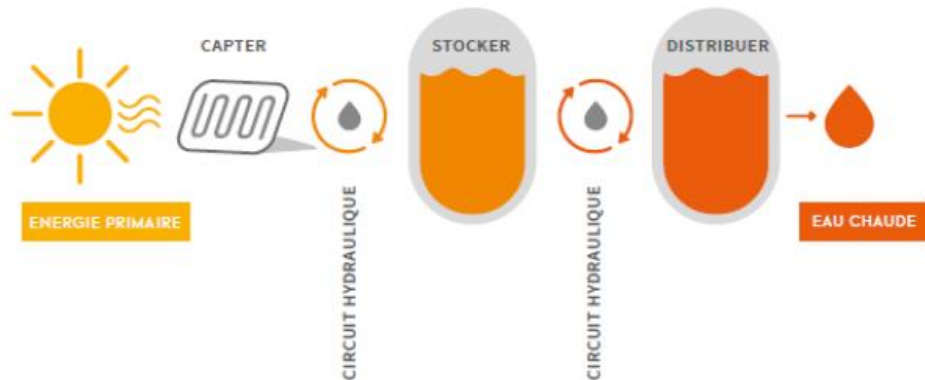 CAPTER
STOCKER
DISTRIBUER
ENERGIE PRIMAIRE
CIRCUIT HYDRAULIQUE
CIRCUIT HYDRAULIQUE
EAU CHAUDE